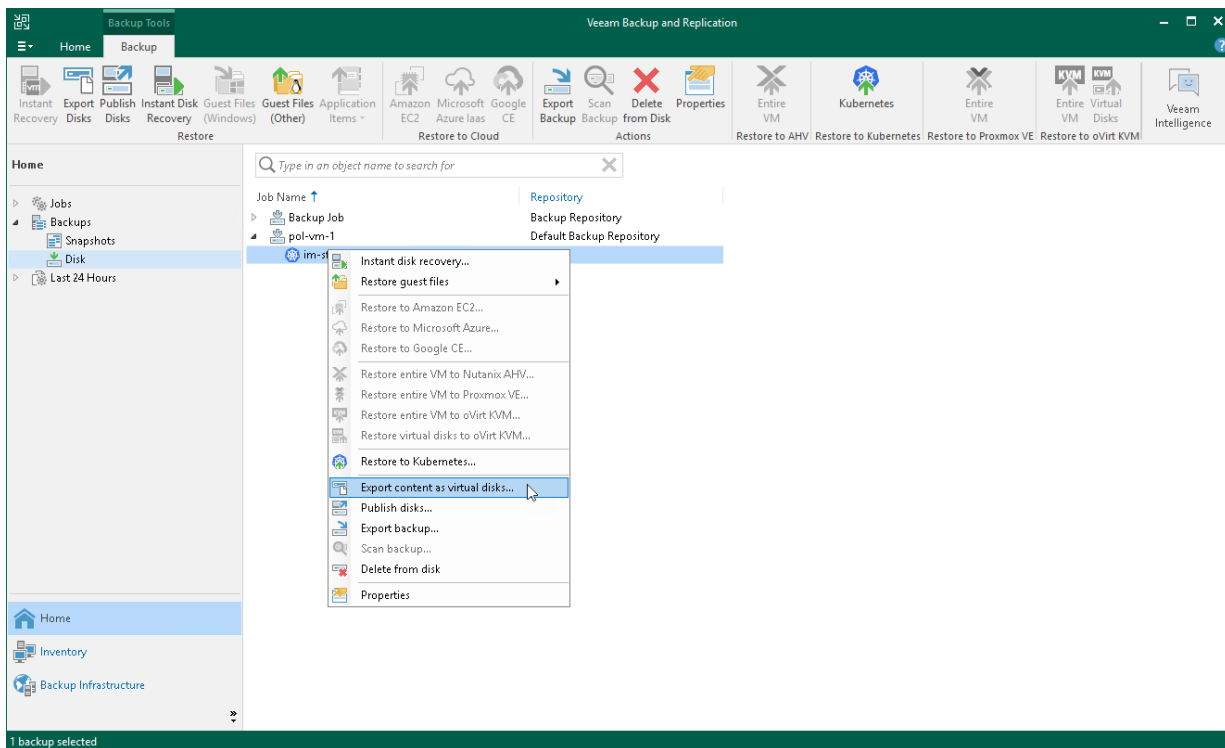 Backup Tools
Veeam Backup and Replication
Home Backup
Instant Recovery
Export Disks
Publish Disks
Instant Disk Recovery
Guest Files (Windows)
Guest Files (Other)
Application Items
Restore
Amazon EC2
Microsoft Azure Iaas
Google CE
Restore to Cloud
Export Backup
Scan Backup
Delete from Disk
Properties
Actions
Entire VM
Restore to AHV
Kubernetes
Restore to Kubernetes
Entire VM
Restore to Proxmox VE
KVM
Entire VM
KVM
Virtual Disks
Restore to oVirt KVM
Veeam Intelligence
Home
Type in an object name to search for
Job Name Repository
Jobs
Backups
Snapshots
Disk
Last 24 Hours
Backup Job Backup Repository
pol-vm-1 Default Backup Repository
Instant disk recovery...
Restore guest files
Restore to Amazon EC2...
Restore to Microsoft Azure...
Restore to Google CE...
Restore entire VM to Nutanix AHV...
Restore entire VM to Proxmox VE...
Restore entire VM to oVirt KVM...
Restore virtual disks to oVirt KVM...
Restore to Kubernetes...
Export content as virtual disks...
Publish disks...
Export backup...
Scan backup...
Delete from disk
Properties
Home
Inventory
Backup Infrastructure
1 backup selected